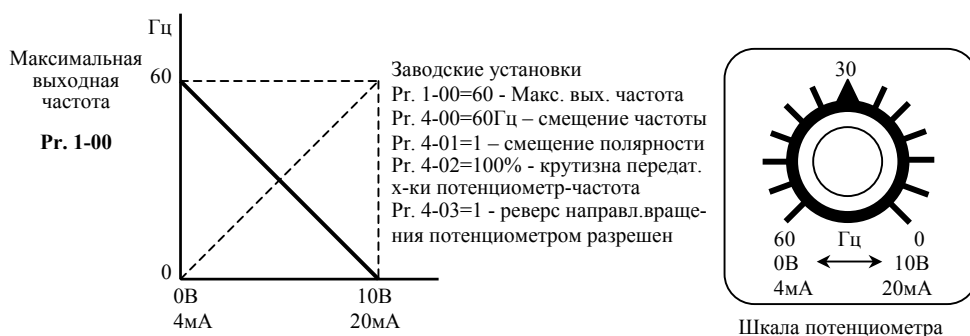 Гц
Максимальная
выходная
частота
Pr. 1-00
60
0
0В
10В
4мА
20мА
Заводские установки
Pr. 1-00=60 - Макс. вых. частота
Pr. 4-00=60Гц – смещение частоты
Pr. 4-01=1 – смещение полярности
Pr. 4-02=100% - крутизна передат.
х-ки потенциометр-частота
Pr. 4-03=1 - реверс направл.враще-
ния потенциометром разрешен
30
60 Гц 0
0В 10В
4мА 20мА
Шкала потенциометра